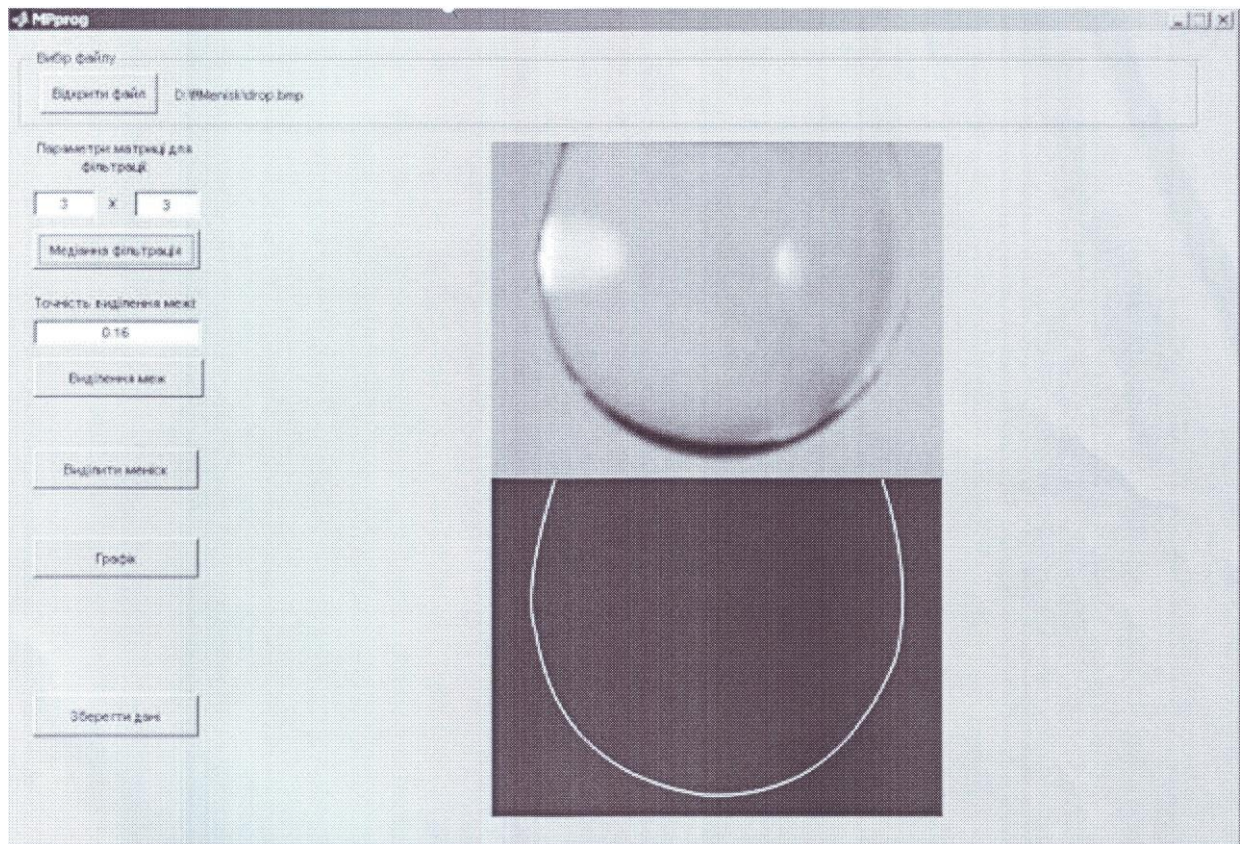 MPprog
Вибір файлу
Відкрити файл D:\PMenisk\drop.bmp
Параметри матриці для
фільтрації
3 X 3
Медіанна фільтрація
Точність виділення межі
0.16
Виділення меж
Виділити меніск
Графік
Зберегти дані